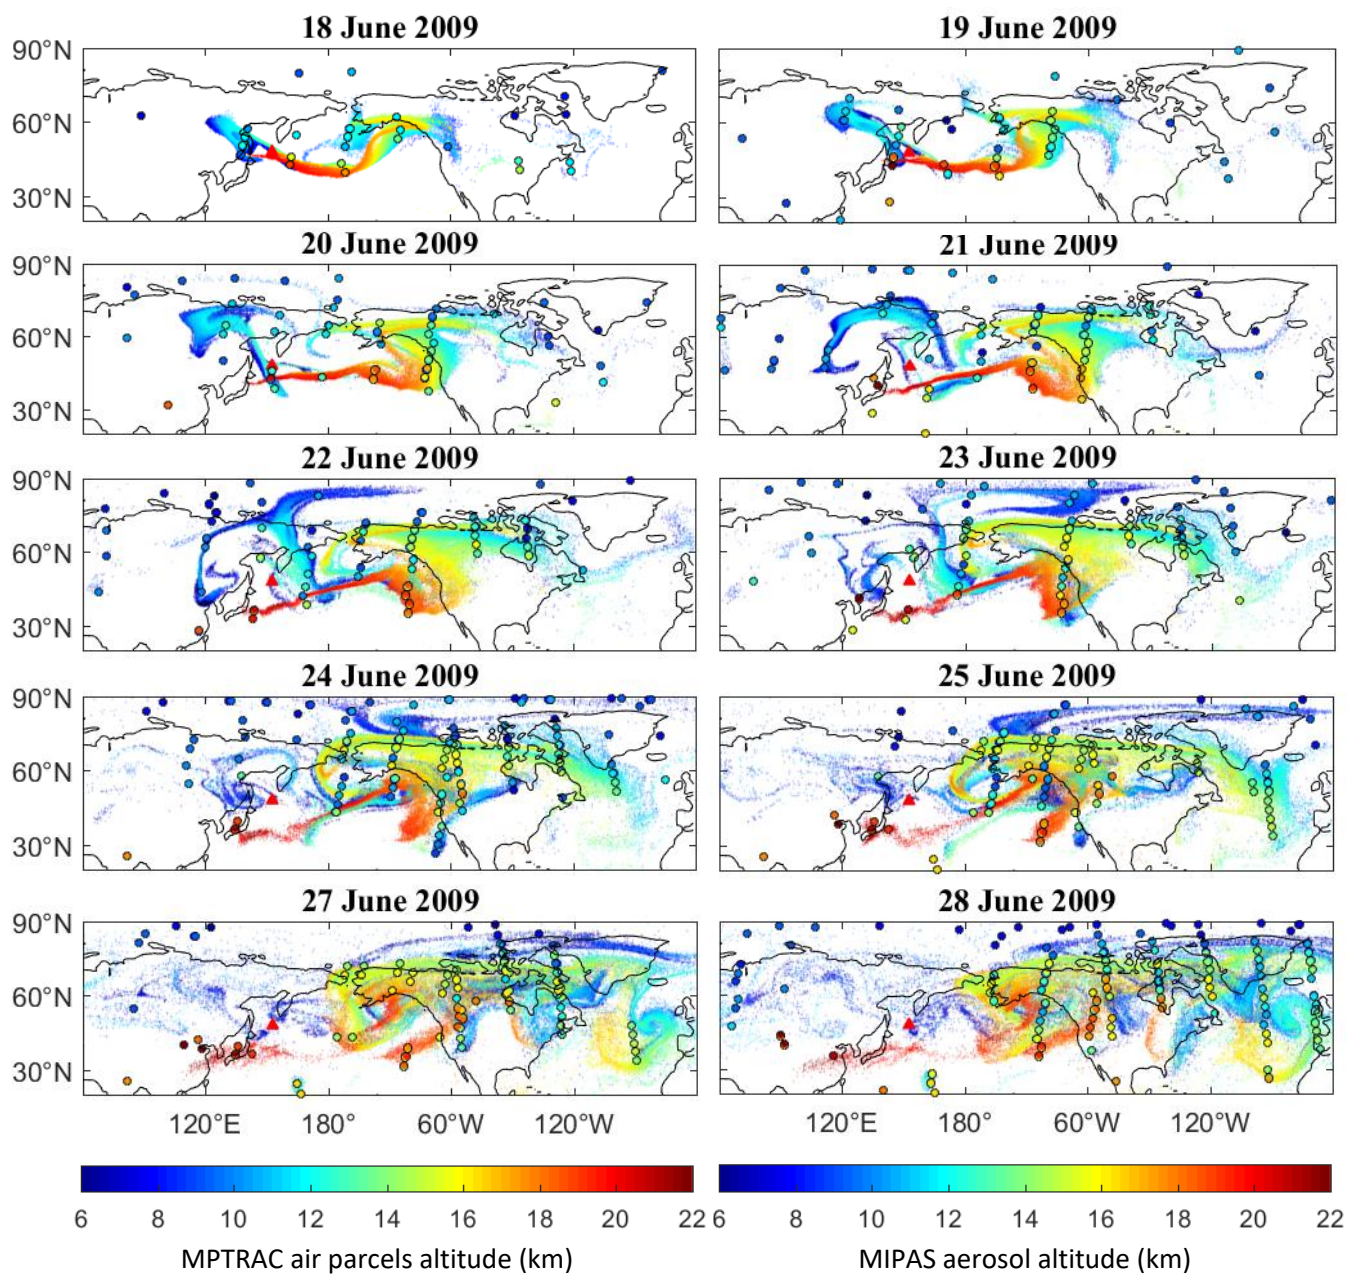 18 June 2009
19 June 2009
90°N
60°N
30°N
20 June 2009
21 June 2009
90°N
60°N
30°N
22 June 2009
23 June 2009
90°N
60°N
30°N
24 June 2009
25 June 2009
90°N
60°N
30°N
27 June 2009
28 June 2009
90°N
60°N
30°N
120°E 180° 60°W 120°W
120°E 180° 60°W 120°W
6 8 10 12 14 16 18 20 22
6 8 10 12 14 16 18 20 22
MPTRAC air parcels altitude (km)
MIPAS aerosol altitude (km)